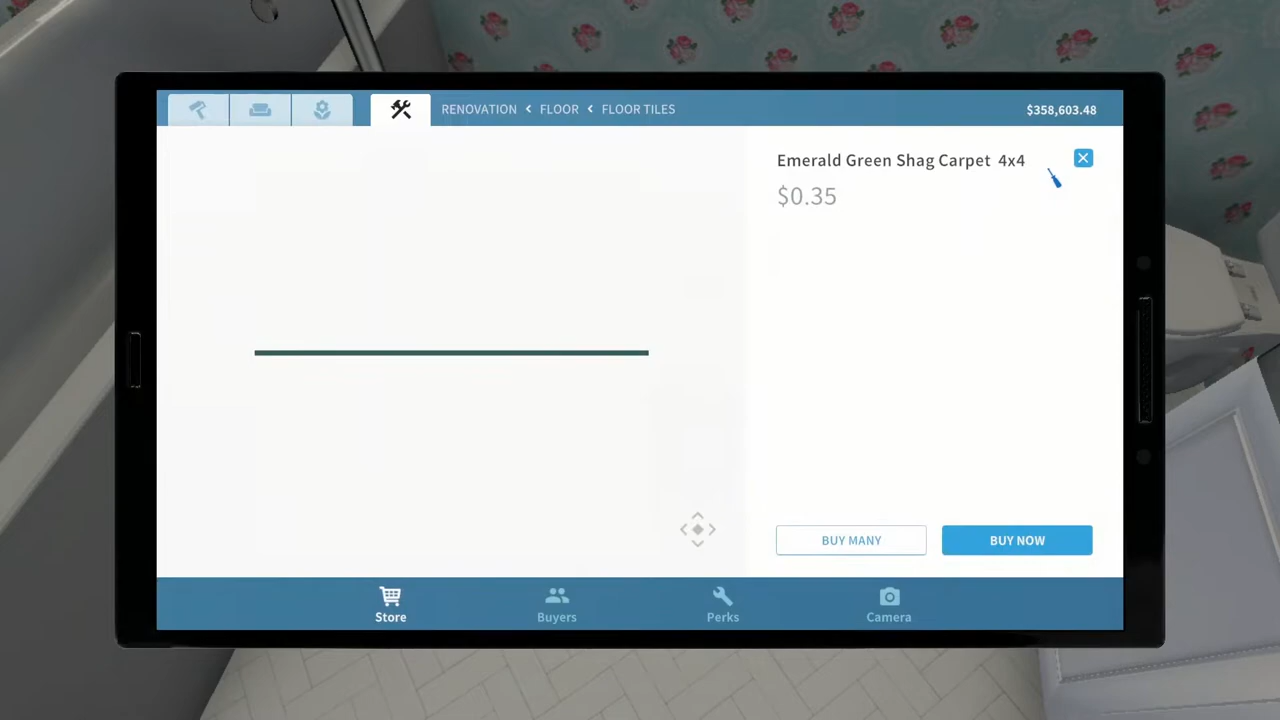 RENOVATION < FLOOR < FLOOR TILES
$358,603.48
Emerald Green Shag Carpet 4x4
$0.35
BUY MANY
BUY NOW
Store
Buyers
Perks
Camera